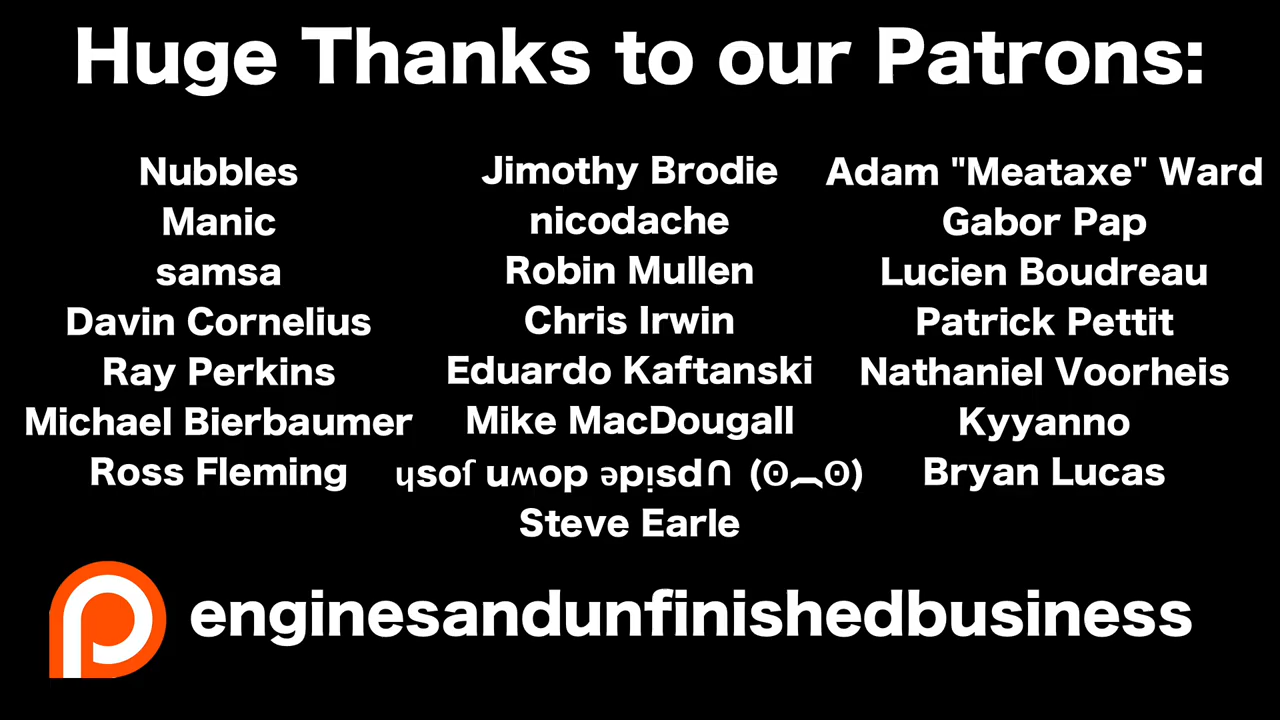 Huge Thanks to our Patrons:
Nubbles
Manic
samsa
Davin Cornelius
Ray Perkins
Michael Bierbaumer
Ross Fleming
Jimothy Brodie
nicodache
Robin Mullen
Chris Irwin
Eduardo Kaftanski
Mike MacDougall
ɥsoſ uʍop ǝpᴉsd∩ (ʘ︵ʘ)
Steve Earle
Adam "Meataxe" Ward
Gabor Pap
Lucien Boudreau
Patrick Pettit
Nathaniel Voorheis
Kyyanno
Bryan Lucas
enginesandunfinishedbusiness